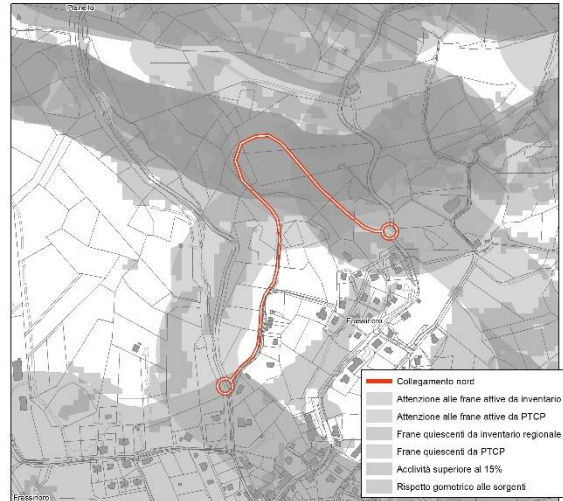 Pianello
Frassinoro
Frassinoro
Collegamento nord
Attenzione alle frane attive da inventario
Attenzione alle frane attive da PTCP
Frane quiescenti da inventario regionale
Frane quiescenti da PTCP
Acclività superiore al 15%
Rispetto gometrico alle sorgenti